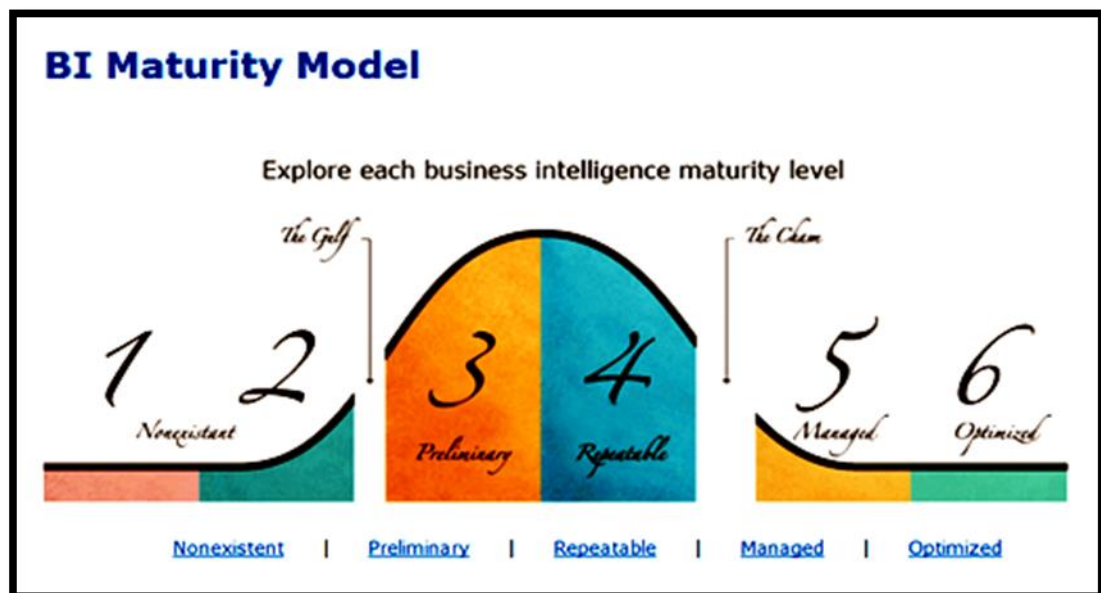 BI Maturity Model
Explore each business intelligence maturity level
The Gulf
The Cham
1
2
3
4
5
6
Nonexistant
Preliminary
Repeatable
Managed
Optimized
Nonexistent | Preliminary | Repeatable | Managed | Optimized